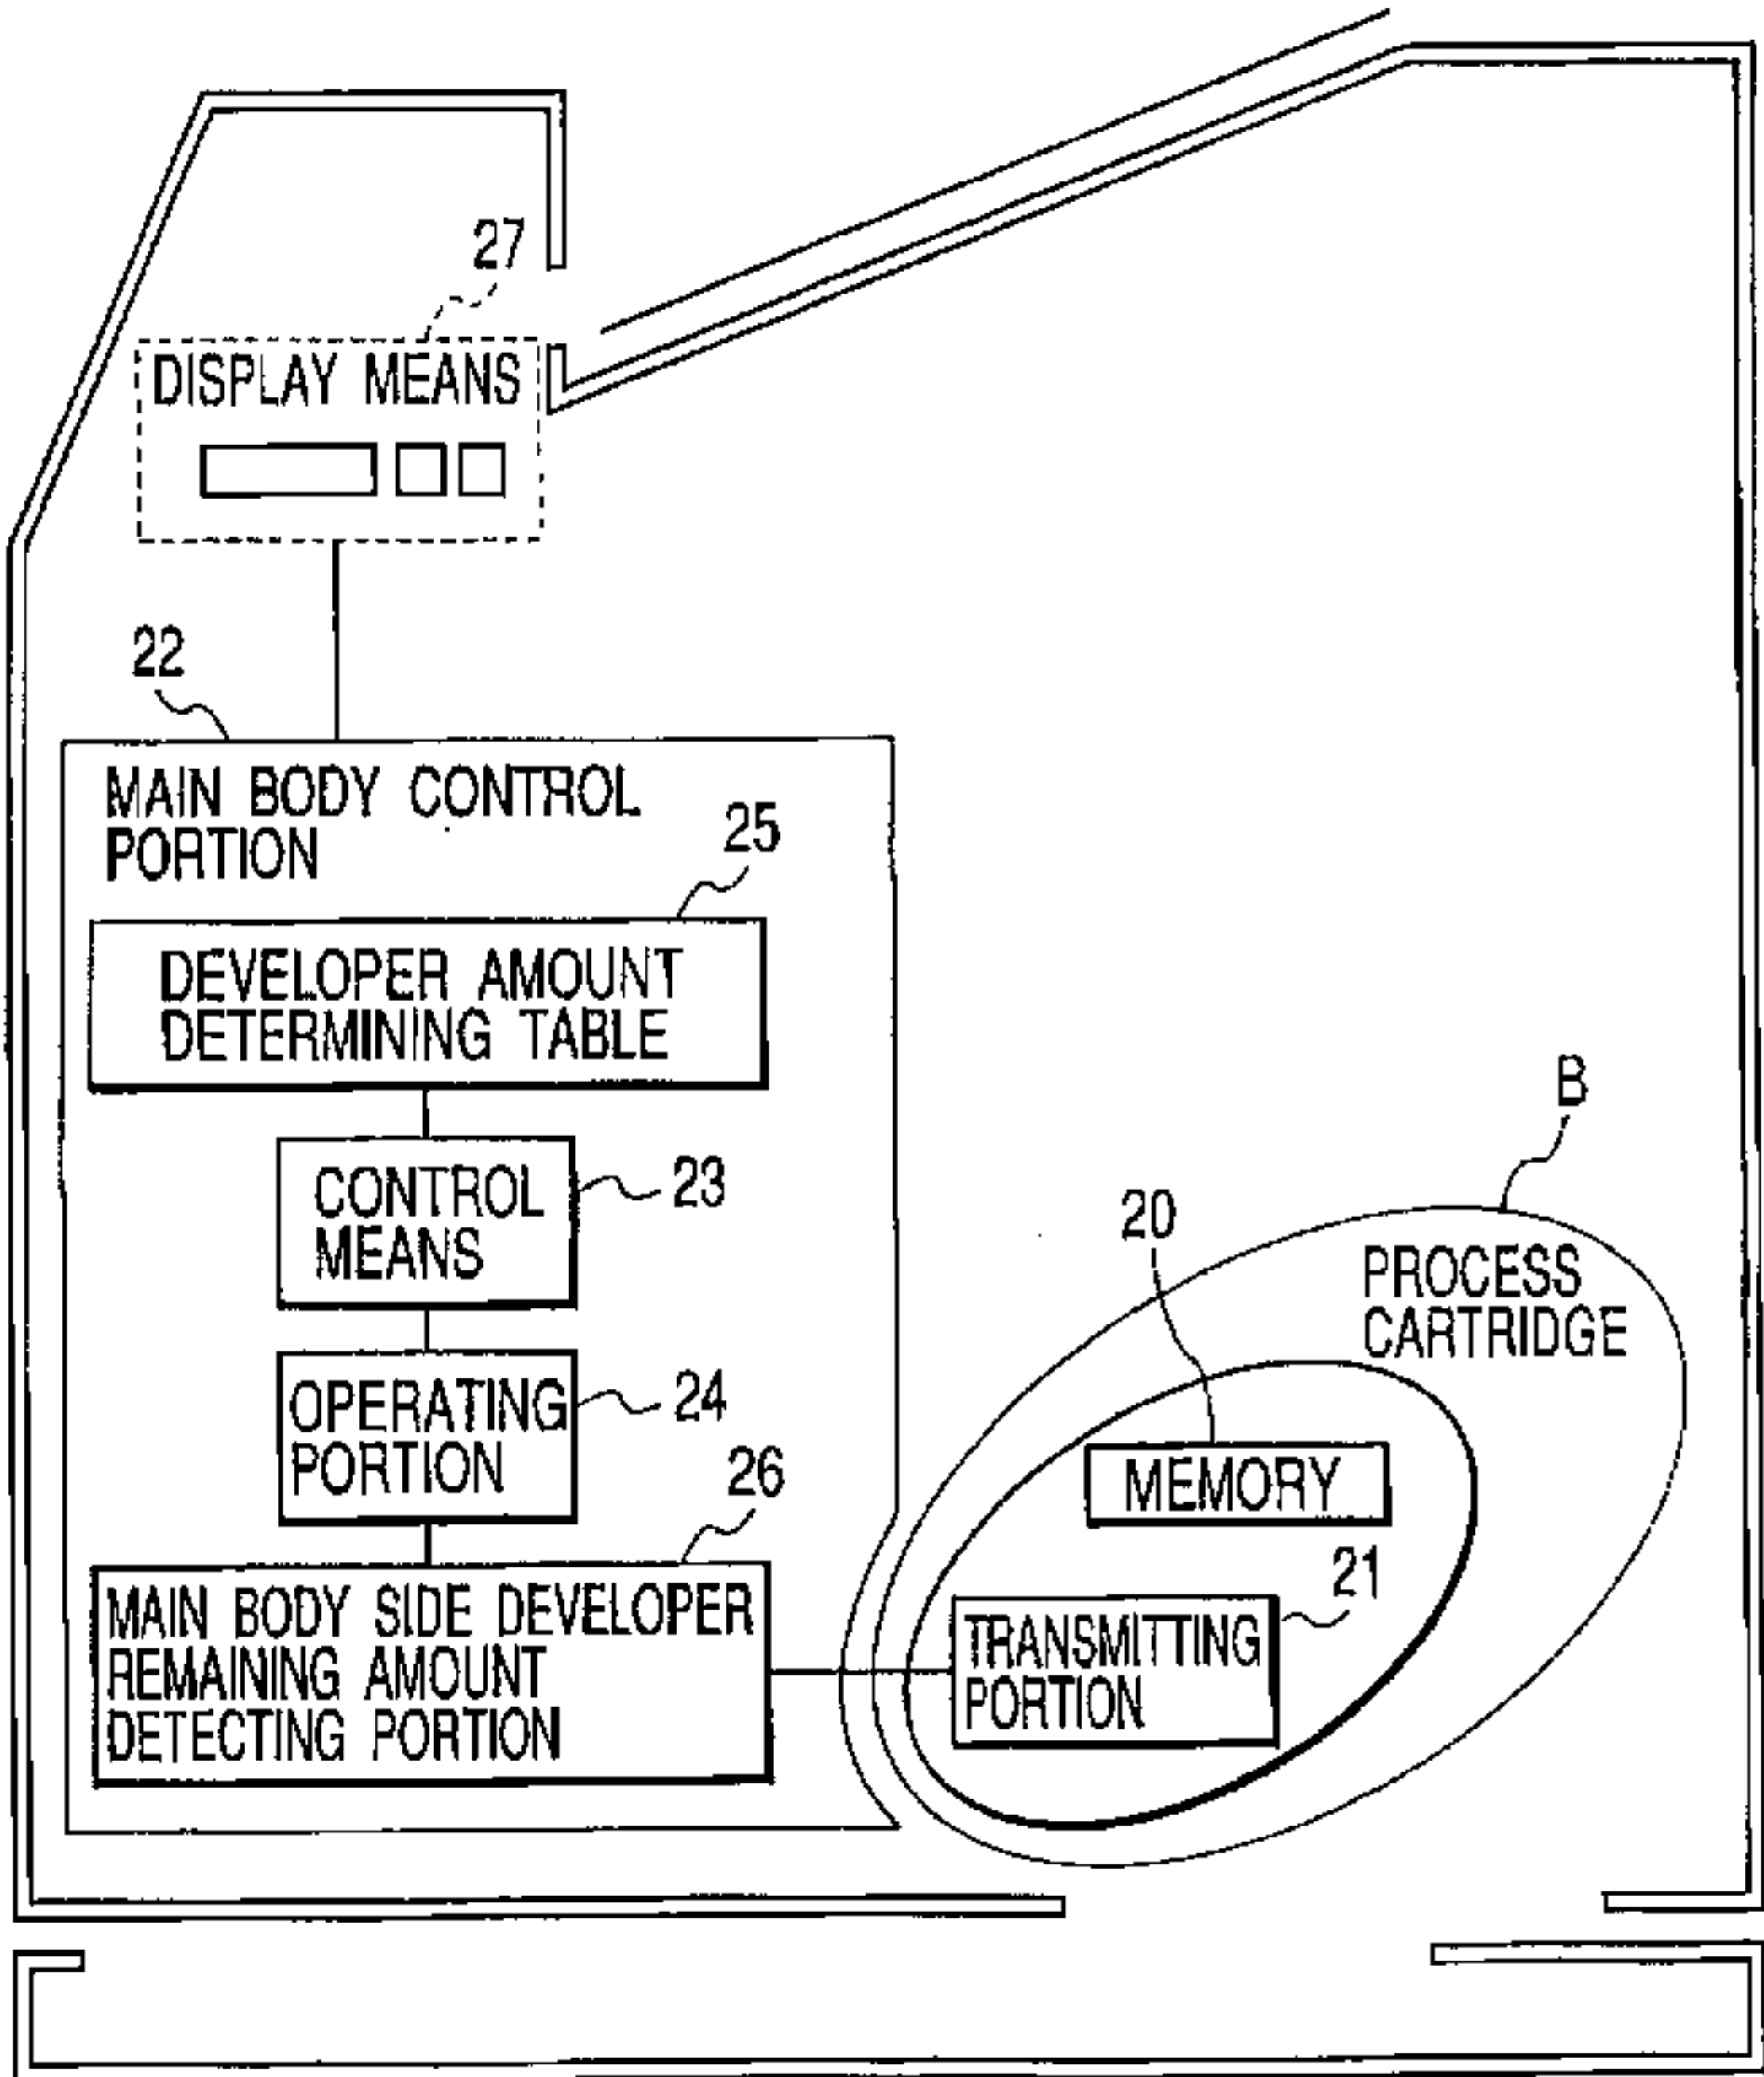 27
DISPLAY MEANS
22
MAIN BODY CONTROL
PORTION
25
DEVELOPER AMOUNT
DETERMINING TABLE
CONTROL
MEANS
23
OPERATING
PORTION
24
26
MAIN BODY SIDE DEVELOPER
REMAINING AMOUNT
DETECTING PORTION
B
PROCESS
CARTRIDGE
20
MEMORY
21
TRANSMITTING
PORTION